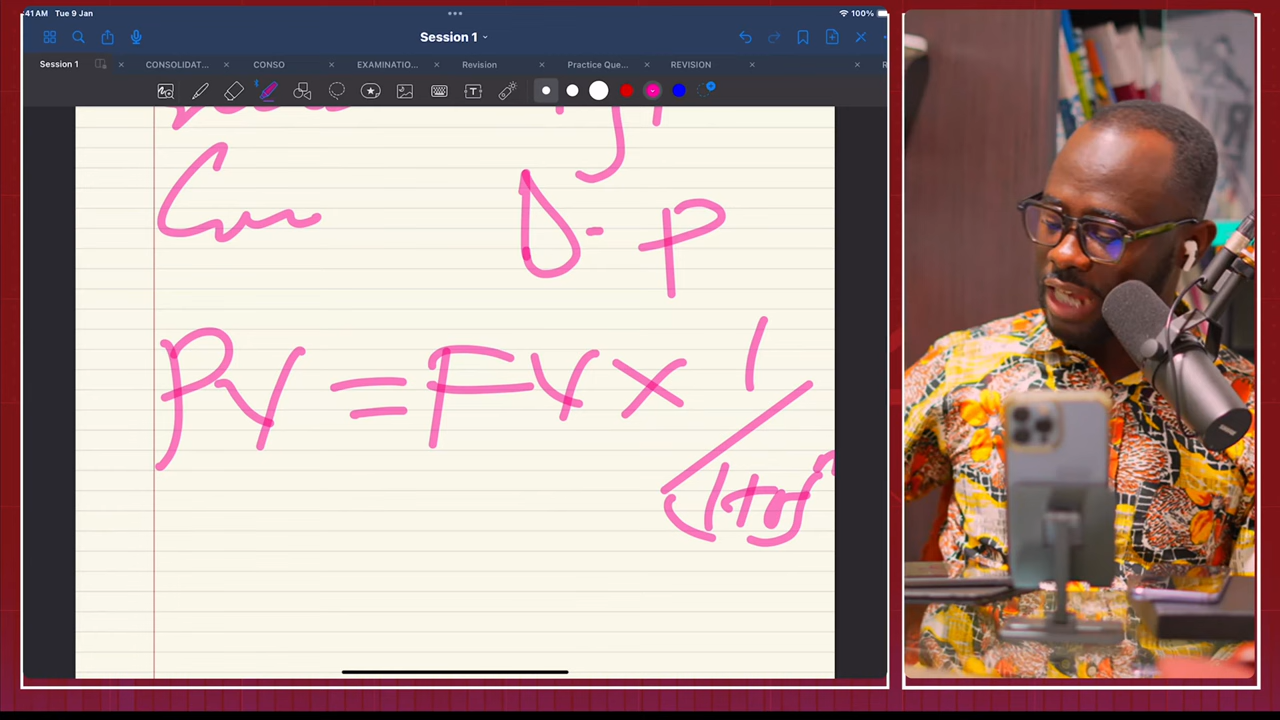 41 AM Tue 9 Jan
100%
Session 1
Session 1
CONSOLIDAT...
CONSO
EXAMINATIO...
Revision
Practice Que...
REVISION
D - P
PV = FV x 1
/
(1+r)ⁿ